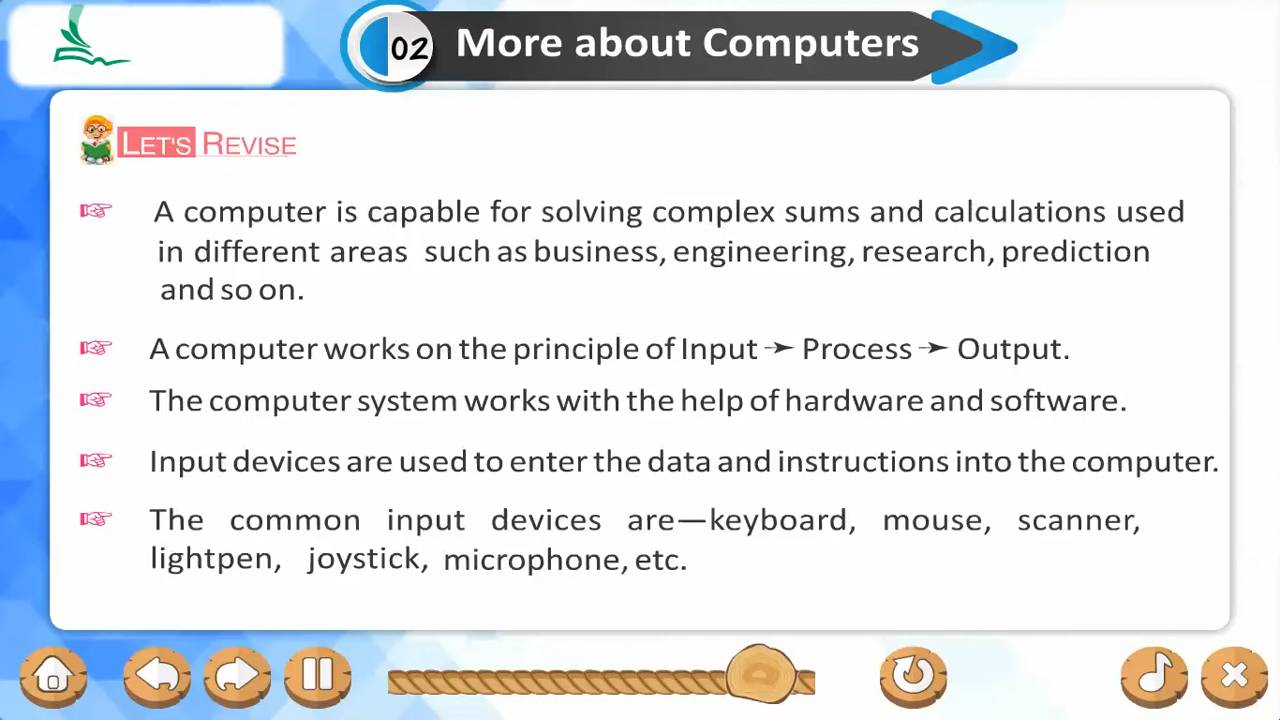 02 More about Computers
LET'S REVISE
A computer is capable for solving complex sums and calculations used
in different areas such as business, engineering, research, prediction
and so on.
A computer works on the principle of Input ➛ Process ➛ Output.
The computer system works with the help of hardware and software.
Input devices are used to enter the data and instructions into the computer.
The common input devices are—keyboard, mouse, scanner,
lightpen, joystick, microphone, etc.